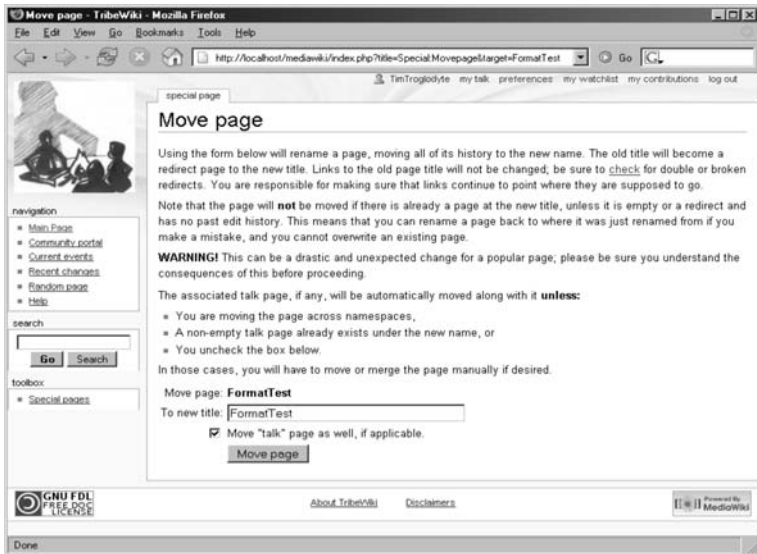 Move page - TribeWiki - Mozilla Firefox
File Edit View Go Bookmarks Tools Help
http://localhost/mediawiki/index.php?title=Special:Movepage&target=FormatTest
Go
TimTroglodyte my talk preferences my watchlist my contributions log out
special page
Move page
Using the form below will rename a page, moving all of its history to the new name. The old title will become a
redirect page to the new title. Links to the old page title will not be changed; be sure to check for double or broken
redirects. You are responsible for making sure that links continue to point where they are supposed to go.
Note that the page will not be moved if there is already a page at the new title, unless it is empty or a redirect and
has no past edit history. This means that you can rename a page back to where it was just renamed from if you
make a mistake, and you cannot overwrite an existing page.
WARNING! This can be a drastic and unexpected change for a popular page; please be sure you understand the
consequences of this before proceeding.
The associated talk page, if any, will be automatically moved along with it unless:
You are moving the page across namespaces,
A non-empty talk page already exists under the new name, or
You uncheck the box below.
In those cases, you will have to move or merge the page manually if desired.
Move page: FormatTest
To new title: FormatTest
Move "talk" page as well, if applicable.
Move page
navigation
Main Page
Community portal
Current events
Recent changes
Random page
Help
search
Go Search
toolbox
Special pages
GNU FDL
FREE DOC
LICENSE
About TribeWiki Disclaimers
Powered By
MediaWiki
Done